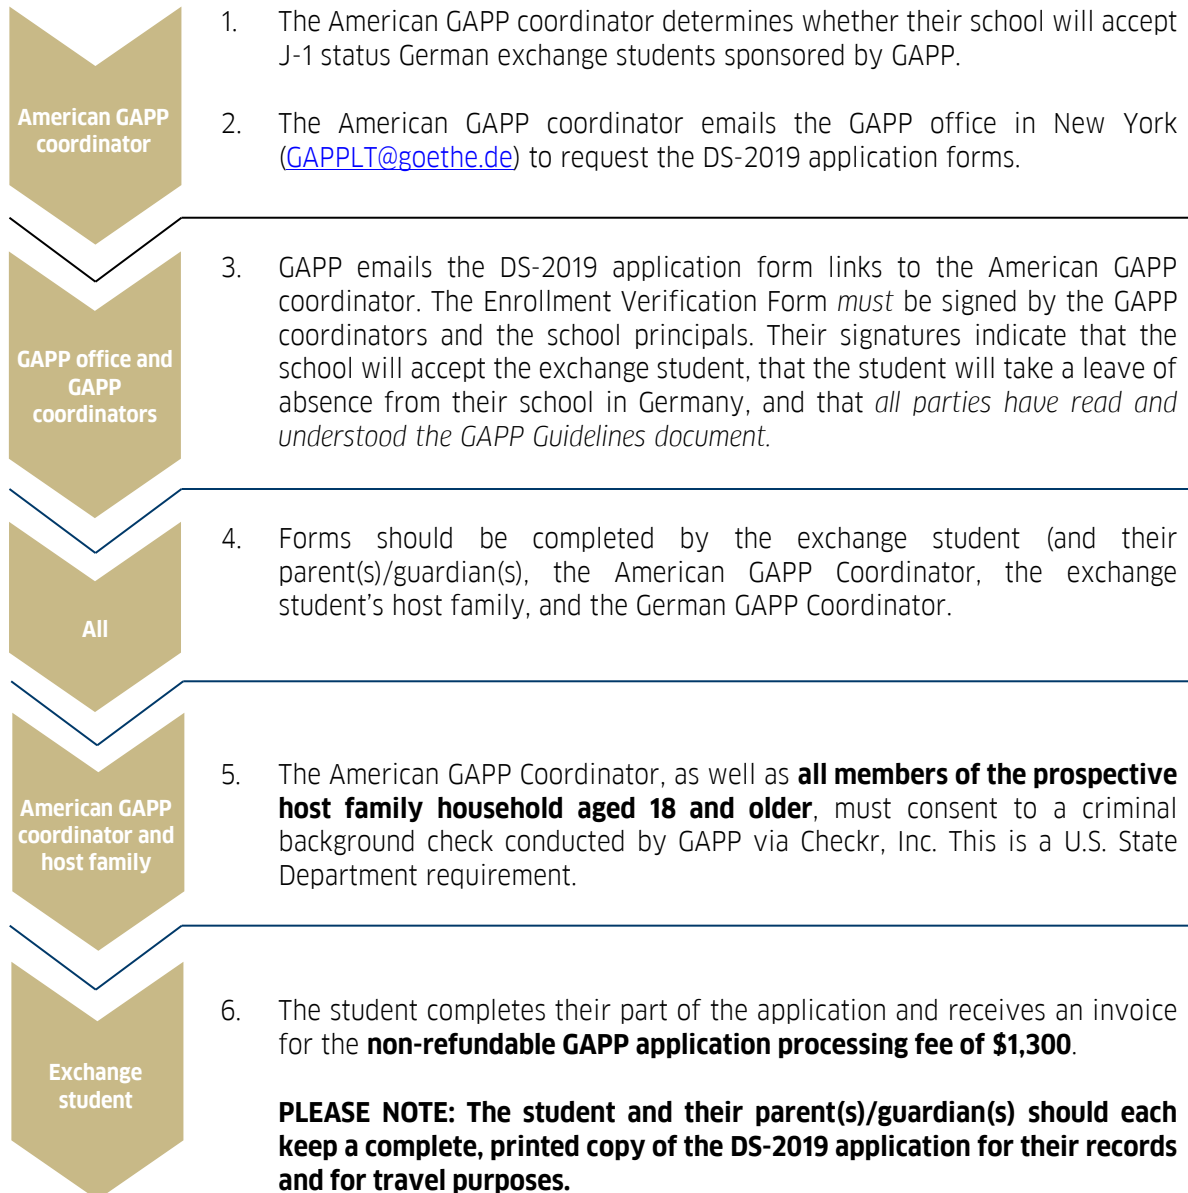 American GAPP
coordinator
1. The American GAPP coordinator determines whether their school will accept
J-1 status German exchange students sponsored by GAPP.
2. The American GAPP coordinator emails the GAPP office in New York
(GAPPLT@goethe.de) to request the DS-2019 application forms.
GAPP office and
GAPP
coordinators
3. GAPP emails the DS-2019 application form links to the American GAPP
coordinator. The Enrollment Verification Form must be signed by the GAPP
coordinators and the school principals. Their signatures indicate that the
school will accept the exchange student, that the student will take a leave of
absence from their school in Germany, and that all parties have read and
understood the GAPP Guidelines document.
All
4. Forms should be completed by the exchange student (and their
parent(s)/guardian(s), the American GAPP Coordinator, the exchange
student's host family, and the German GAPP Coordinator.
American GAPP
coordinator and
host family
5. The American GAPP Coordinator, as well as all members of the prospective
host family household aged 18 and older, must consent to a criminal
background check conducted by GAPP via Checkr, Inc. This is a U.S. State
Department requirement.
Exchange
student
6. The student completes their part of the application and receives an invoice
for the non-refundable GAPP application processing fee of $1,300.
PLEASE NOTE: The student and their parent(s)/guardian(s) should each
keep a complete, printed copy of the DS-2019 application for their records
and for travel purposes.